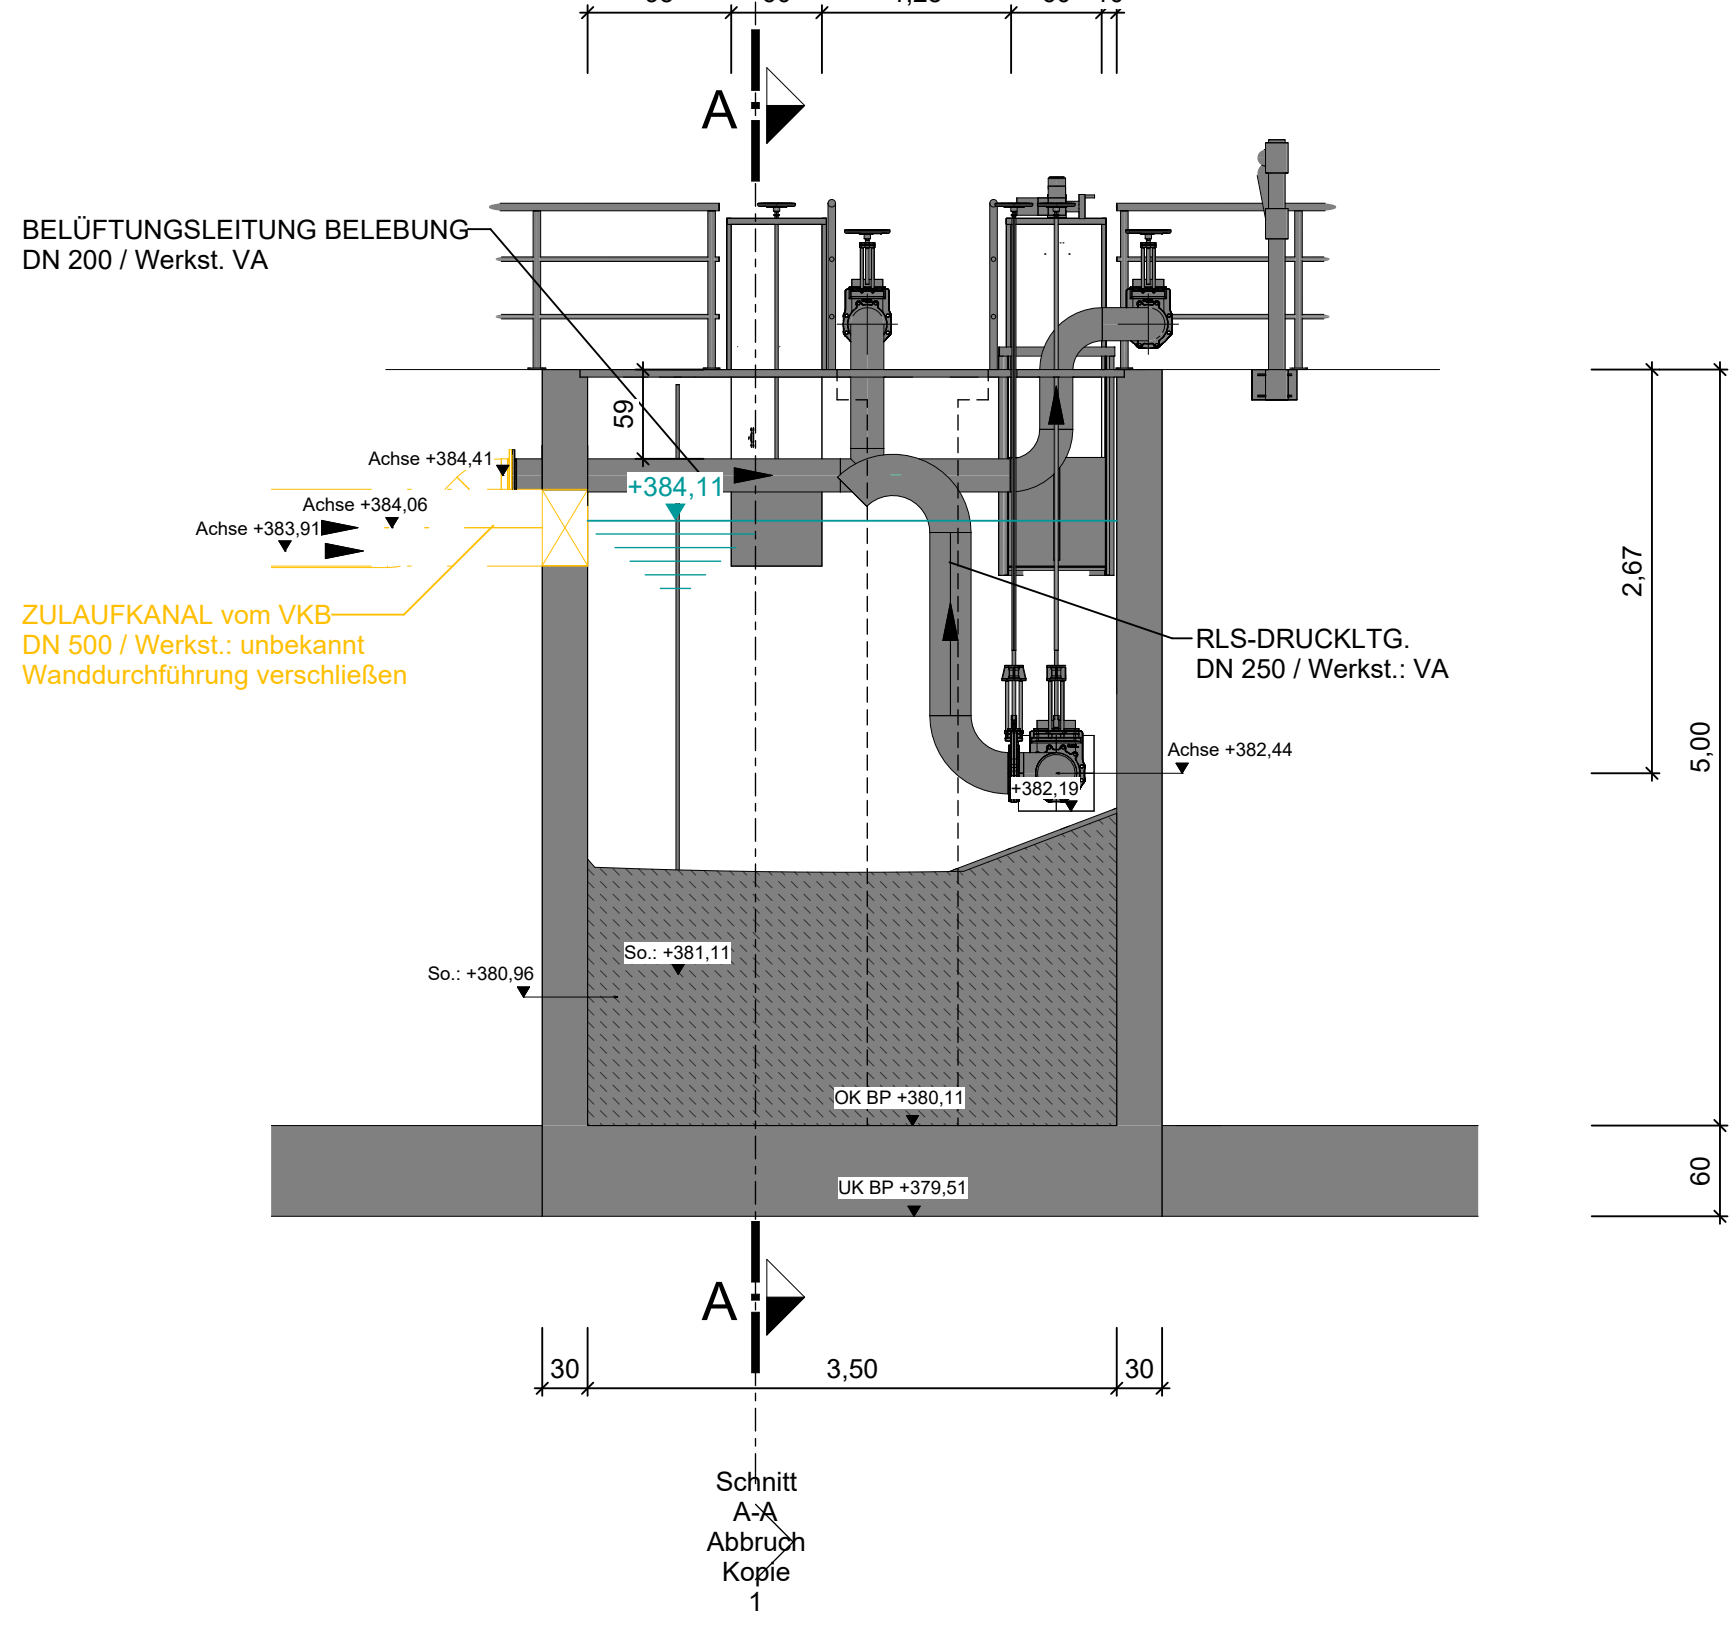 A
BELÜFTUNGSLEITUNG BELEBUNG
DN 200 / Werkst. VA
59
Achse +384,41
+384,11
Achse +384,06
Achse +383,91
2,67
ZULAUFKANAL vom VKB
DN 500 / Werkst.: unbekannt
Wanddurchführung verschließen
RLS-DRUCKLTG.
DN 250 / Werkst.: VA
5,00
Achse +382,44
+382,19
So.: +381,11
So.: +380,96
OK BP +380,11
60
UK BP +379,51
A
30
3,50
30
Schnitt
A-A
Abbruch
Kopie
1